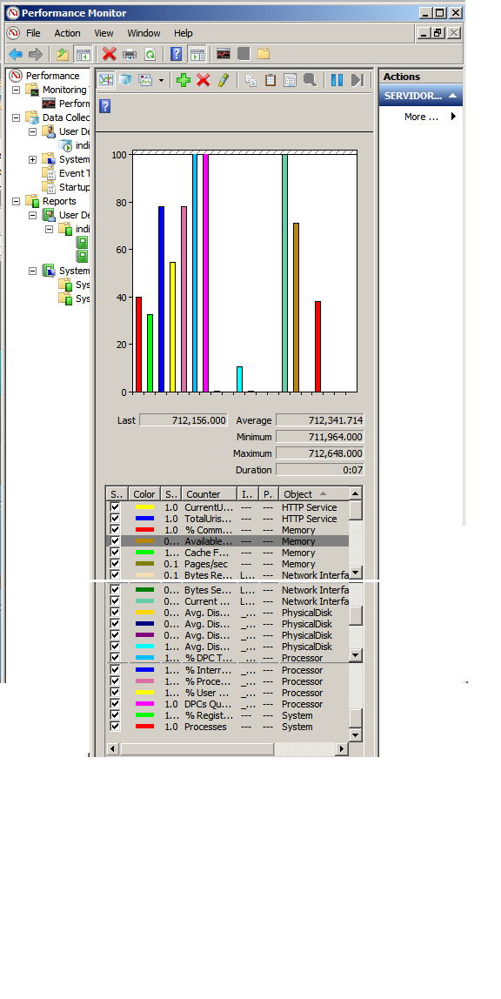 Performance Monitor
File Action View Window Help
Performance
Monitoring T
Perform
Data Collec
User De
indi
System
Event T
Startup
Reports
User De
indi
System
Sys
Sys
100
80
60
40
20
0
Last 712,156.000 Average 712,341.714
Minimum 711,964.000
Maximum 712,648.000
Duration 0:07
S.. Color S.. Counter I.. P. Object
1.0 CurrentU... --- --- HTTP Service
1.0 TotalUris... --- --- HTTP Service
1.0 % Comm... --- --- Memory
0... Available... --- --- Memory
1... Cache F... --- --- Memory
0.1 Pages/sec --- --- Memory
0.1 Bytes Re... L... --- Network Interfa
0... Bytes Se... L... --- Network Interfa
0... Current ... L... --- Network Interfa
0... Avg. Dis... _... --- PhysicalDisk
0... Avg. Dis... _... --- PhysicalDisk
0... Avg. Dis... _... --- PhysicalDisk
1... Avg. Dis... _... --- PhysicalDisk
1... % DPC T... _... --- Processor
1... % Interr... _... --- Processor
1... % Proce... _... --- Processor
1... % User ... _... --- Processor
1.0 DPCs Qu... _... --- Processor
1... % Regist... --- --- System
1.0 Processes --- --- System
Actions
SERVIDOR...
More ...